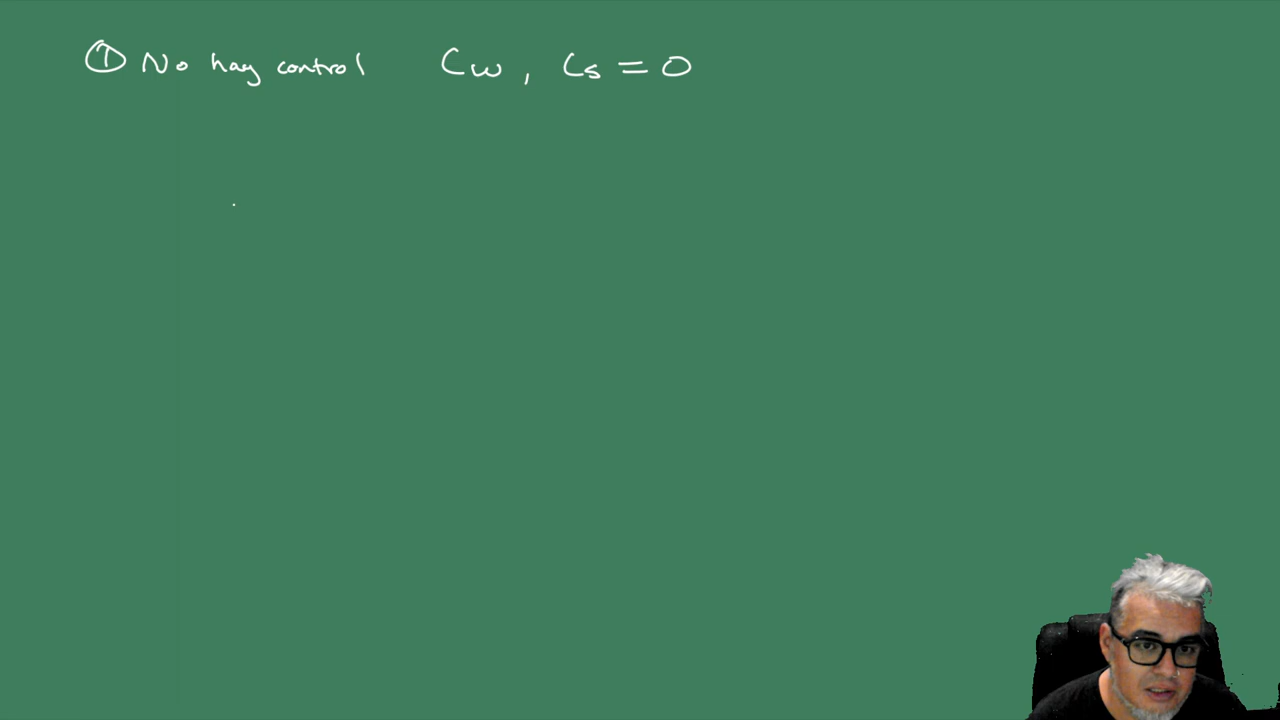 ① No hay control Cw, Cs = 0